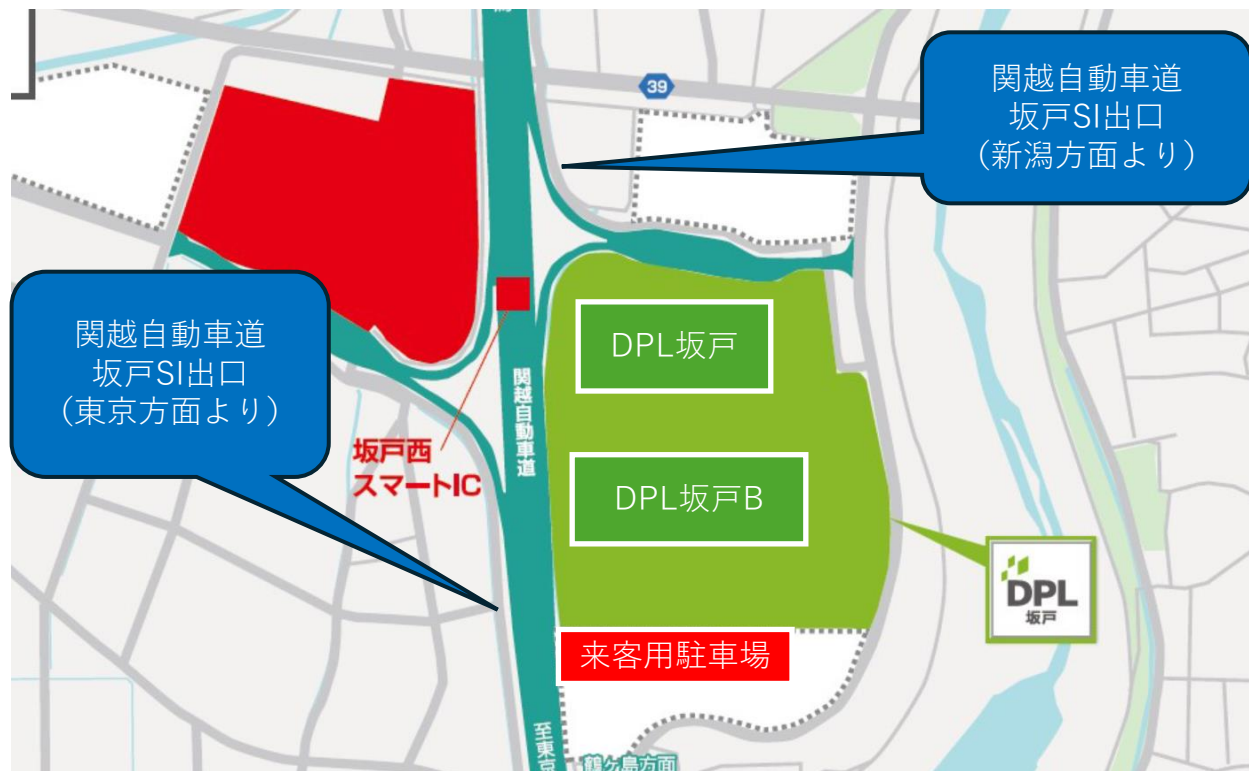 39
関越自動車道
坂戸SI出口
（新潟方面より）
関越自動車道
坂戸SI出口
（東京方面より）
DPL坂戸
関越自動車道
坂戸西
スマートIC
DPL坂戸B
DPL
坂戸
来客用駐車場
至東京
鶴ヶ島方面